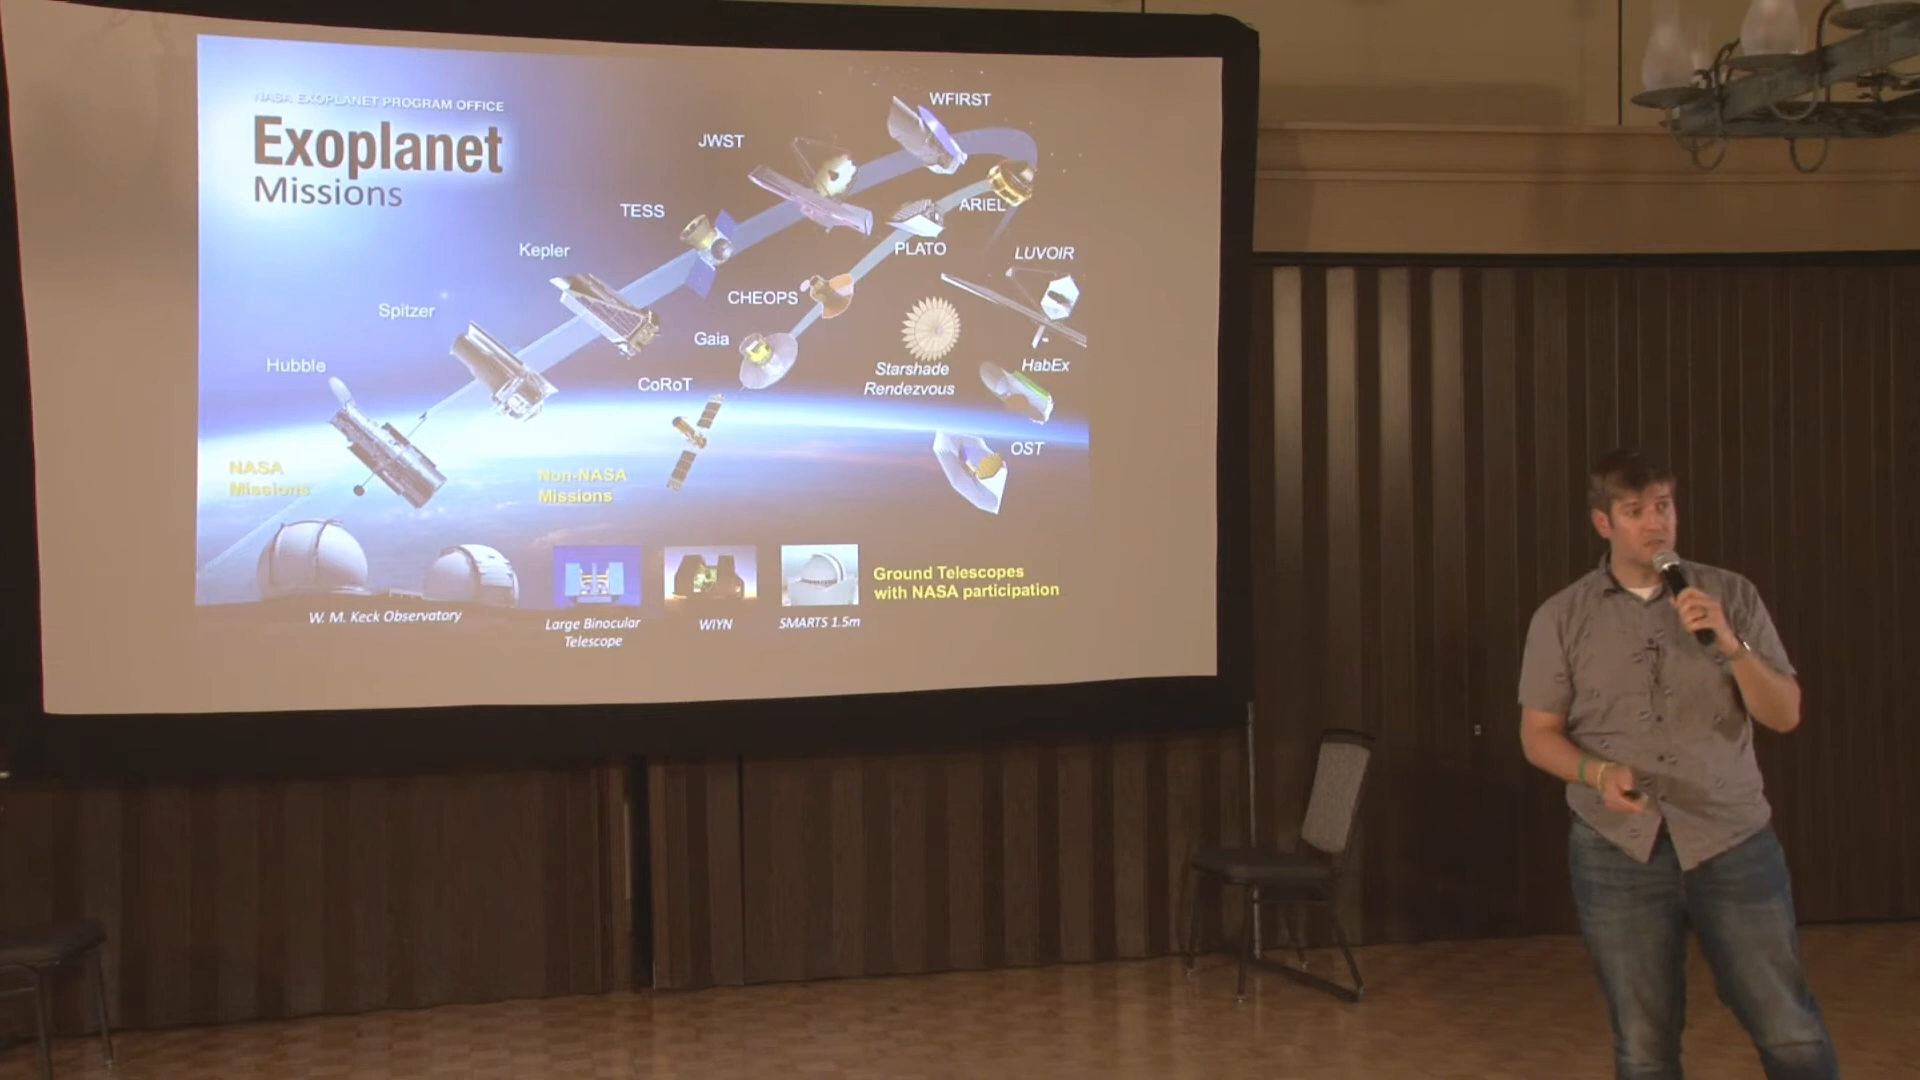 NASA EXOPLANET PROGRAM OFFICE
Exoplanet
Missions
WFIRST
JWST
ARIEL
TESS
PLATO
Kepler
LUVOIR
CHEOPS
Spitzer
Gaia
Starshade
Rendezvous
HabEx
Hubble
CoRoT
OST
NASA
Missions
Non-NASA
Missions
W. M. Keck Observatory
Large Binocular
Telescope
WIYN
SMARTS 1.5m
Ground Telescopes
with NASA participation